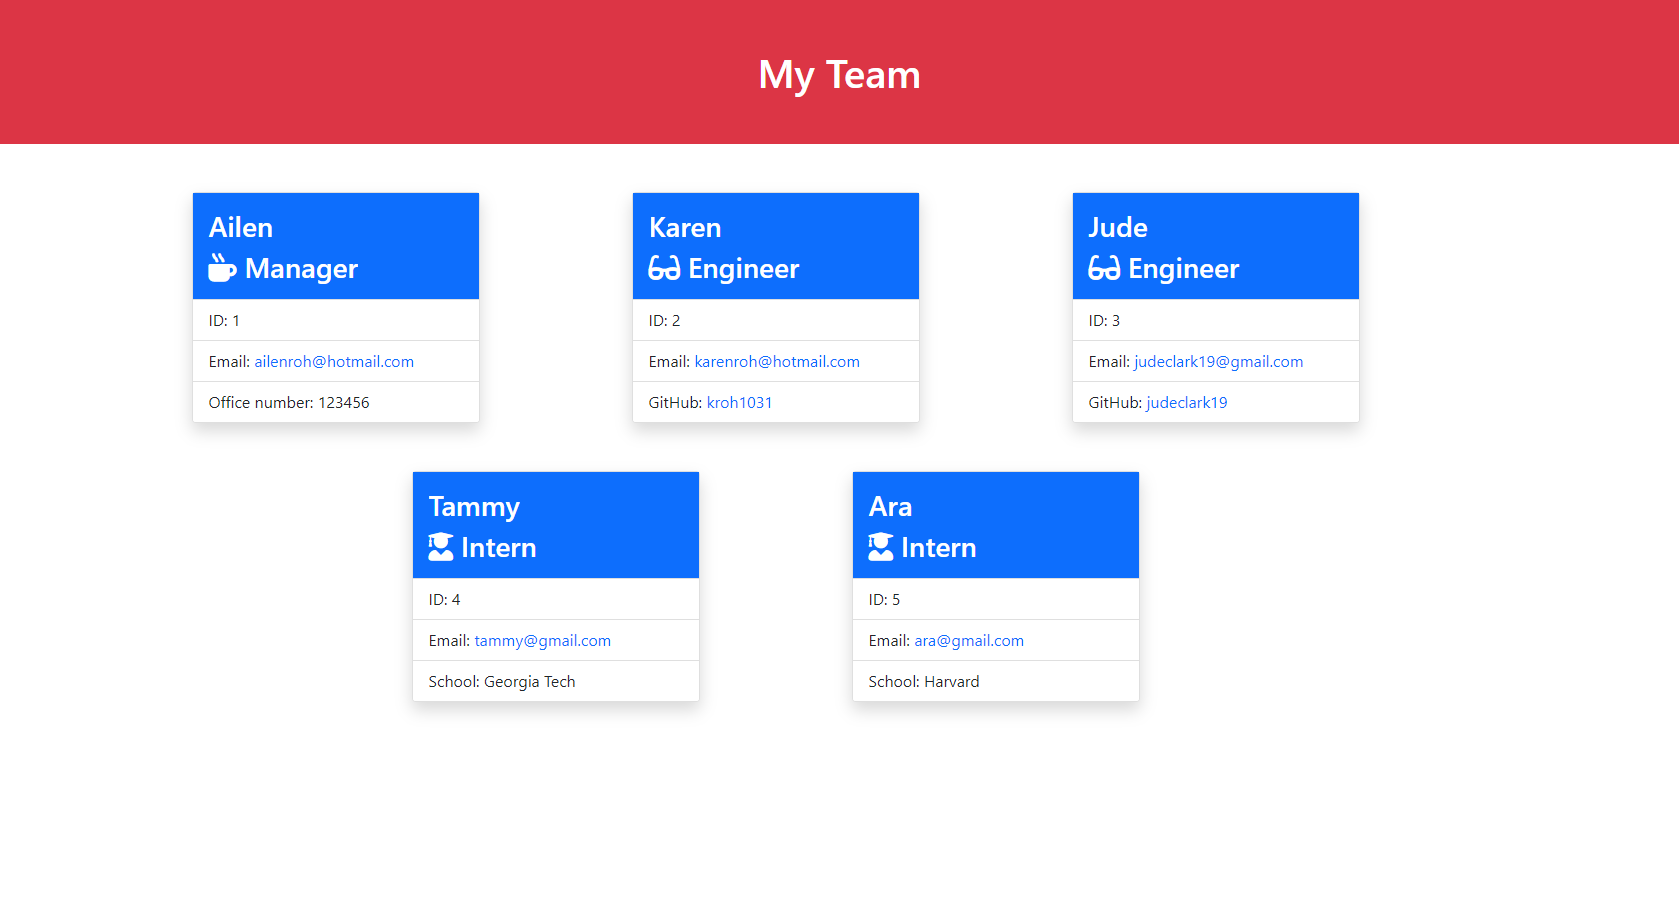 My Team
Ailen
Manager
ID: 1
Email: ailenroh@hotmail.com
Office number: 123456
Karen
Engineer
ID: 2
Email: karenroh@hotmail.com
GitHub: kroh1031
Jude
Engineer
ID: 3
Email: judeclark19@gmail.com
GitHub: judeclark19
Tammy
Intern
ID: 4
Email: tammy@gmail.com
School: Georgia Tech
Ara
Intern
ID: 5
Email: ara@gmail.com
School: Harvard